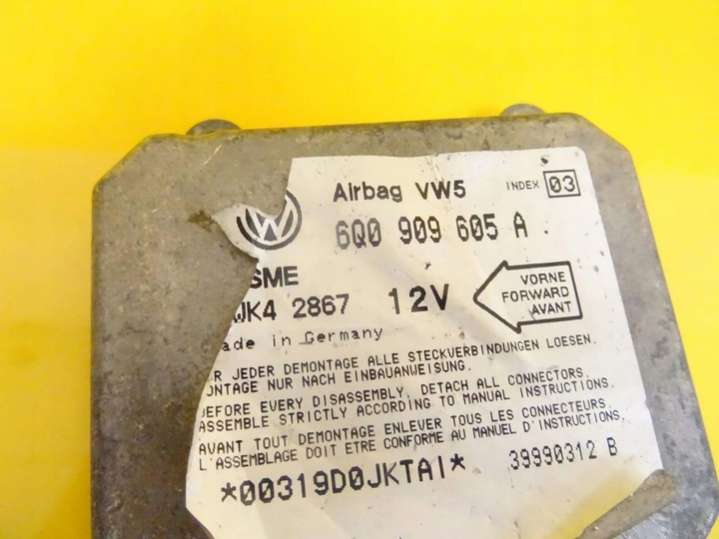 Airbag VW5 INDEX 03
6Q0 909 605 A
SME
JK4 2867 12V
VORNE
FORWARD
AVANT
ade in Germany
R JEDER DEMONTAGE ALLE STECKVERBINDUNGEN LOESEN.
ONTAGE NUR NACH EINBAUANWEISUNG.
BEFORE EVERY DISASSEMBLY, DETACH ALL CONNECTORS.
ASSEMBLE STRICTLY ACCORDING TO MANUAL INSTRUCTIONS.
AVANT TOUT DEMONTAGE ENLEVER TOUS LES CONNECTEURS.
L'ASSEMBLAGE DOIT ETRE CONFORME AU MANUEL D'INSTRUCTIONS.
*00319D0JKTAI* 39990312 B